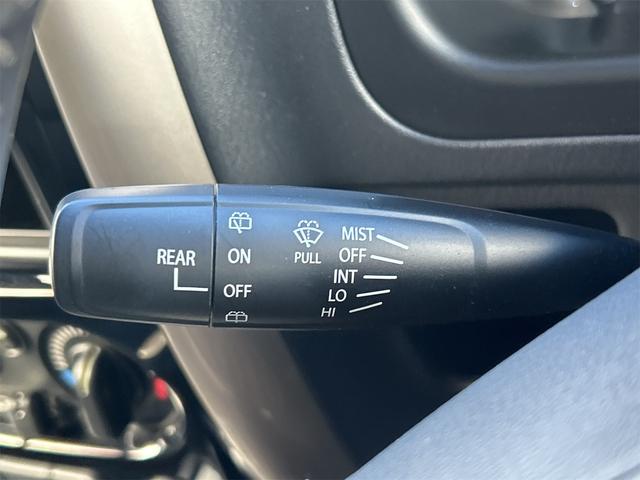 REAR
ON
OFF
PULL
MIST
OFF
INT
LO
HI